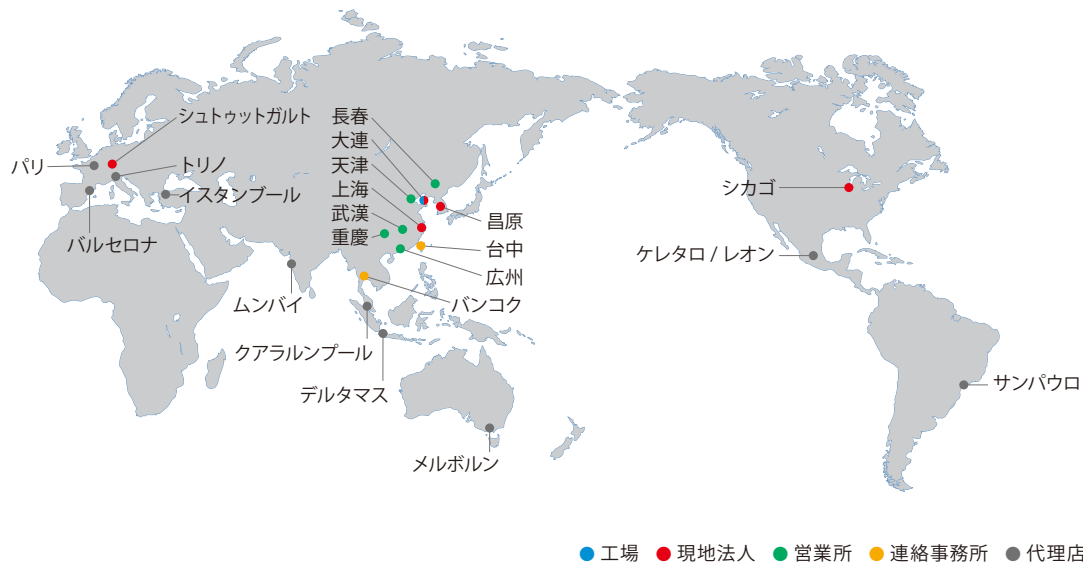 シュトゥットガルト
パリ
トリノ
イスタンブール
バルセロナ
長春
大連
天津
上海
武漢
重慶
昌原
台中
広州
バンコク
ムンバイ
クアラルンプール
デルタマス
メルボルン
シカゴ
ケレタロ / レオン
サンパウロ
工場 現地法人 営業所 連絡事務所 代理店